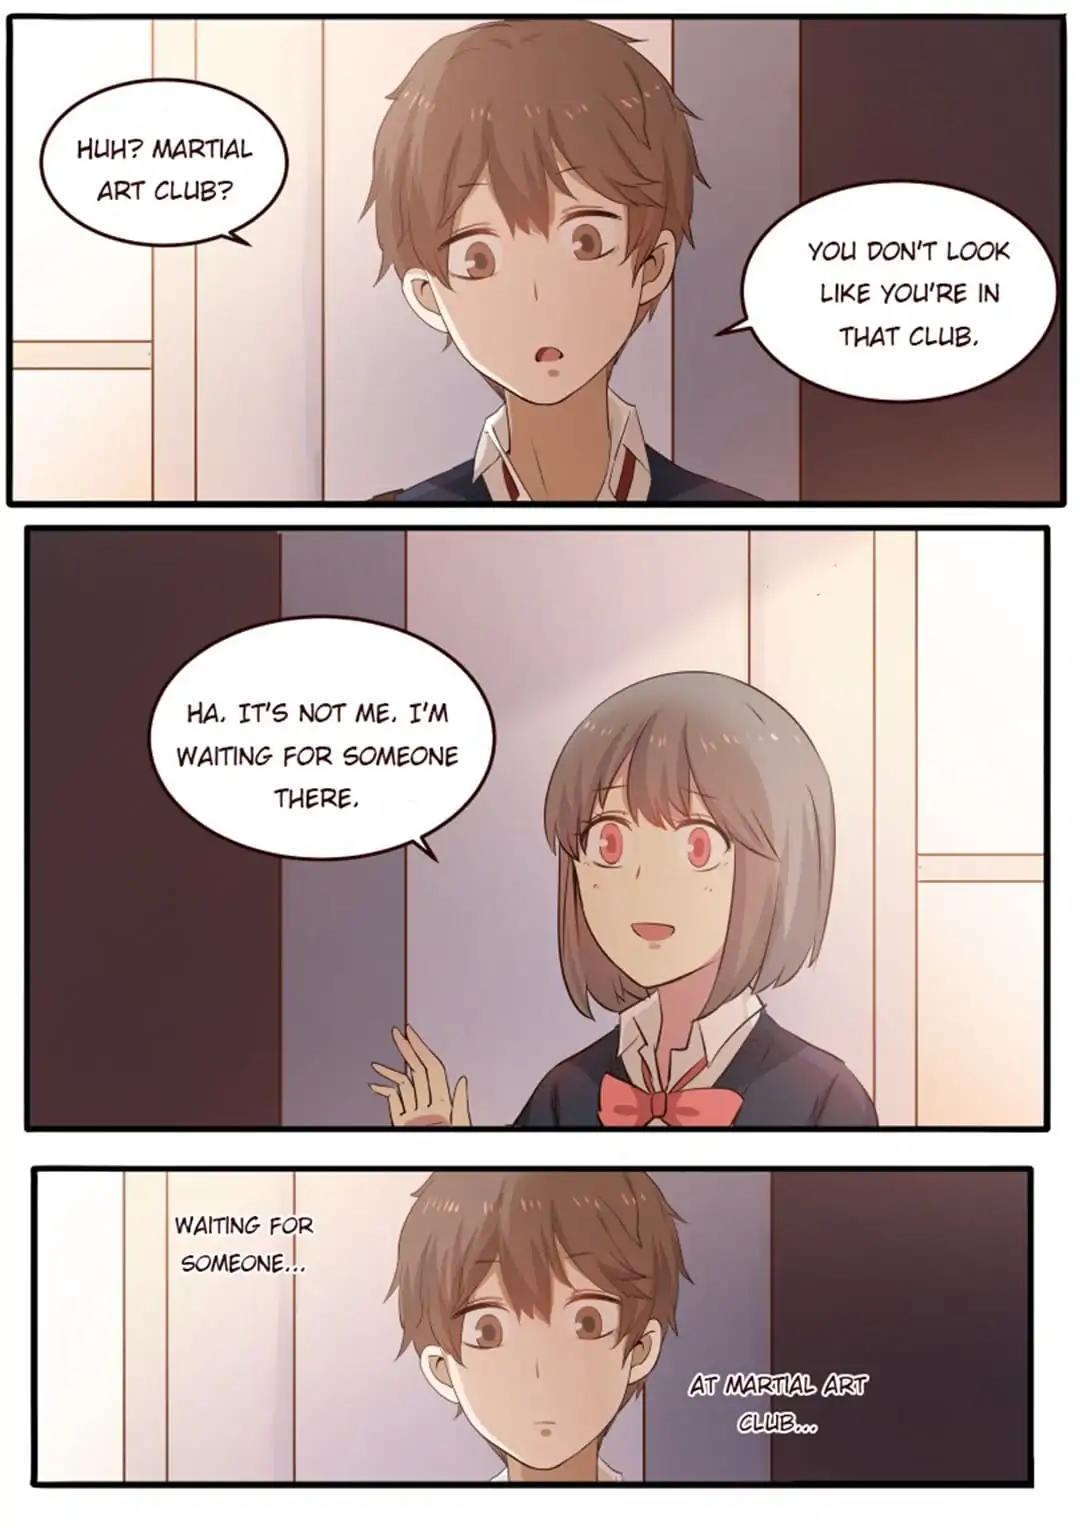 HUH? MARTIAL
ART CLUB?
YOU DON'T LOOK
LIKE YOU'RE IN
THAT CLUB.
HA. IT'S NOT ME. I'M
WAITING FOR SOMEONE
THERE.
WAITING FOR
SOMEONE...
AT MARTIAL ART
CLUB...